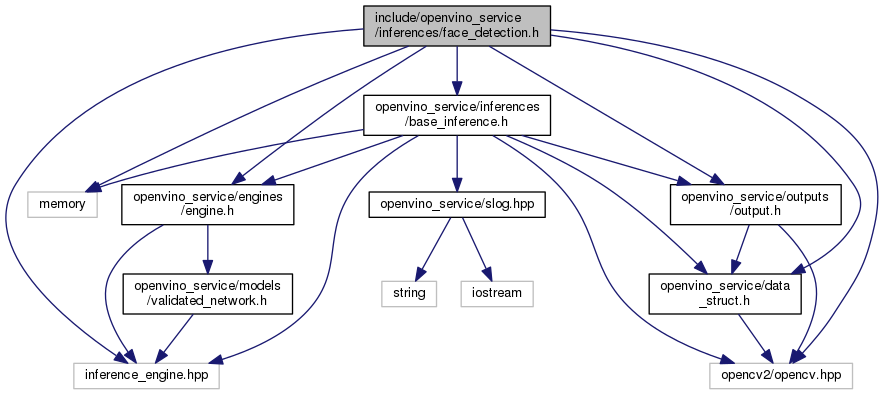 include/openvino_service
/inferences/face_detection.h
openvino_service/inferences
/base_inference.h
memory
openvino_service/engines
/engine.h
openvino_service/slog.hpp
openvino_service/outputs
/output.h
openvino_service/models
/validated_network.h
string
iostream
openvino_service/data
_struct.h
inference_engine.hpp
opencv2/opencv.hpp